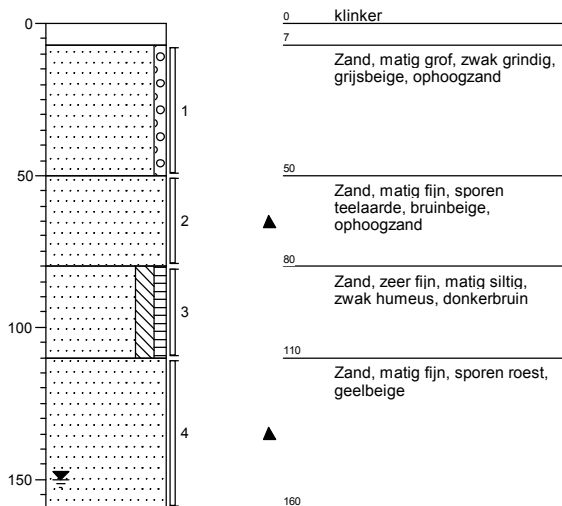 0
50
100
150
1
2
3
4
0
klinker
7
Zand, matig grof, zwak grindig,
grijsbeige, ophoogzand
50
Zand, matig fijn, sporen
teelaarde, bruinbeige,
ophoogzand
80
Zand, zeer fijn, matig siltig,
zwak humeus, donkerbruin
110
Zand, matig fijn, sporen roest,
geelbeige
160